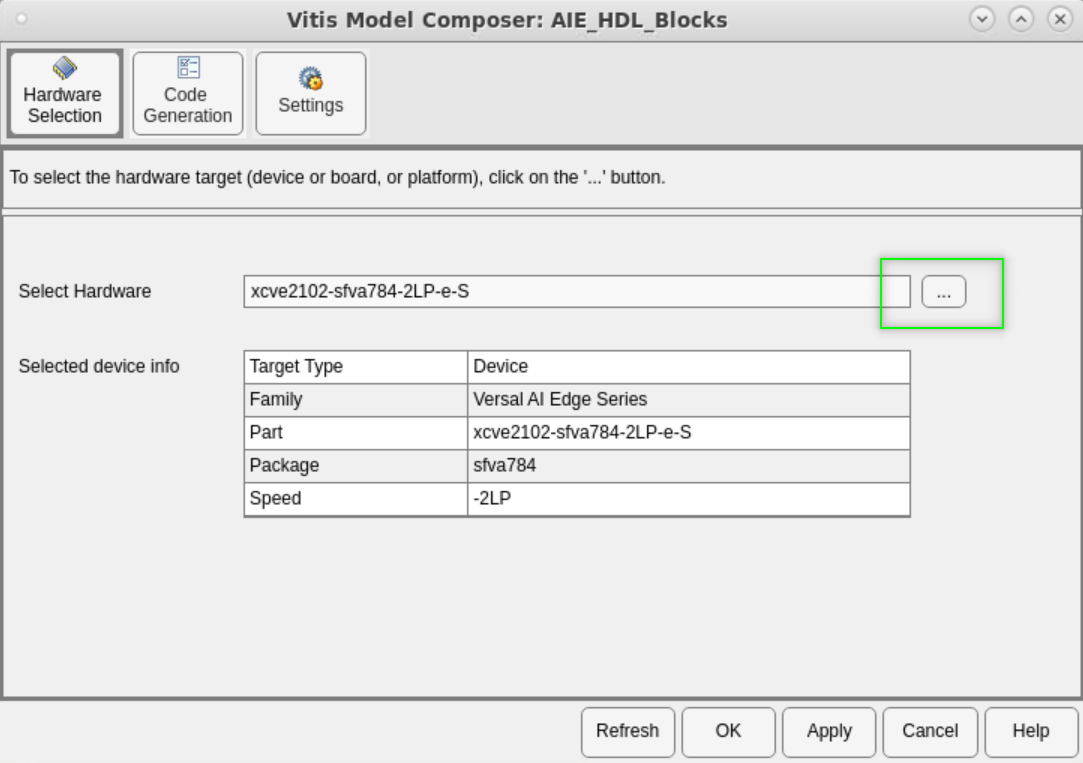 Vitis Model Composer: AIE_HDL_Blocks
Hardware
Selection
Code
Generation
Settings
To select the hardware target (device or board, or platform), click on the '...' button.
Select Hardware xcve2102-sfva784-2LP-e-S ...
Selected device info Target Type Device
Family Versal AI Edge Series
Part xcve2102-sfva784-2LP-e-S
Package sfva784
Speed -2LP
Refresh OK Apply Cancel Help